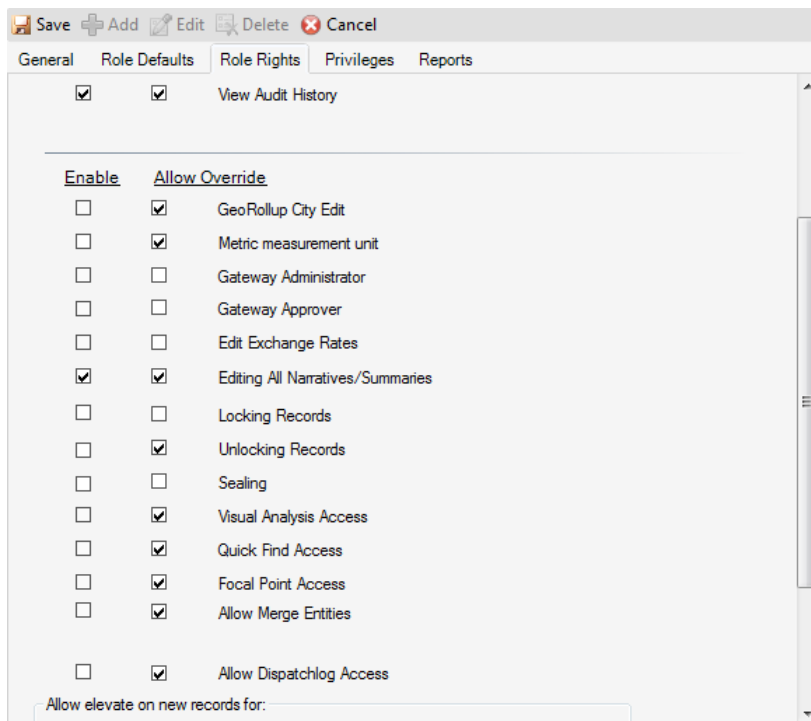 Save Add Edit Delete Cancel
General Role Defaults Role Rights Privileges Reports
View Audit History
Enable Allow Override
GeoRollup City Edit
Metric measurement unit
Gateway Administrator
Gateway Approver
Edit Exchange Rates
Editing All Narratives/Summaries
Locking Records
Unlocking Records
Sealing
Visual Analysis Access
Quick Find Access
Focal Point Access
Allow Merge Entities
Allow Dispatchlog Access
Allow elevate on new records for: